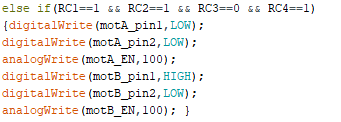 else if(RC1==1 && RC2==1 && RC3==0 && RC4==1)
{digitalWrite(motA_pin1,LOW);
digitalWrite(motA_pin2,LOW);
analogWrite(motA_EN,100);
digitalWrite(motB_pin1,HIGH);
digitalWrite(motB_pin2,LOW);
analogWrite(motB_EN,100); }